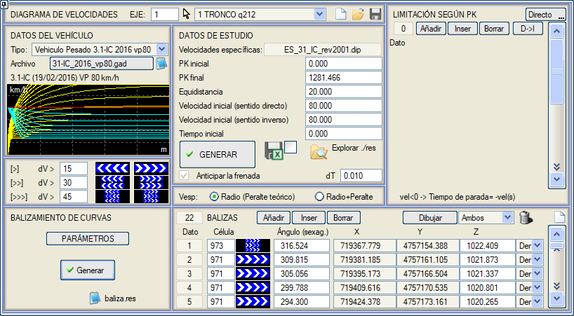 DIAGRAMA DE VELOCIDADES EJE: 1 1 TRONCO q212
LIMITACIÓN SEGÚN PK Directo ...
0 Añadir Inser Borrar D->I
Dato
vel<0 -> Tiempo de parada= -vel(s)
DATOS DEL VEHÍCULO
Tipo: Vehiculo Pesado 3.1-IC 2016 vp80
Archivo 31-IC_2016_vp80.gad
3.1-IC (19/02/2016) VP 80 km/h
km/h
m
[>] dV > 15
[>>] dV > 30
[>>>] dV > 45
DATOS DE ESTUDIO
Velocidades específicas: ES_31_IC_rev2001.dip
PK inicial 0.000
PK final 1281.466
Equidistancia 20.000
Velocidad inicial (sentido directo) 80.000
Velocidad inicial (sentido inverso) 80.000
Tiempo inicial 0.000
GENERAR Explorar ./res
Anticipar la frenada dT 0.010
Vesp: Radio (Peralte teórico) Radio+Peralte
BALIZAMIENTO DE CURVAS
PARÁMETROS
Generar
baliza.res
22 BALIZAS Añadir Inser Borrar Dibujar Ambos
Dato Célula Ángulo (sexag.) X Y Z
1 973 316.524 719367.779 4757154.388 1022.409 Der
2 971 309.815 719381.185 4757161.105 1021.873 Der
3 971 305.056 719395.173 4757166.504 1021.337 Der
4 971 299.788 719409.616 4757170.535 1020.801 Der
5 971 294.300 719424.378 4757173.161 1020.265 Der